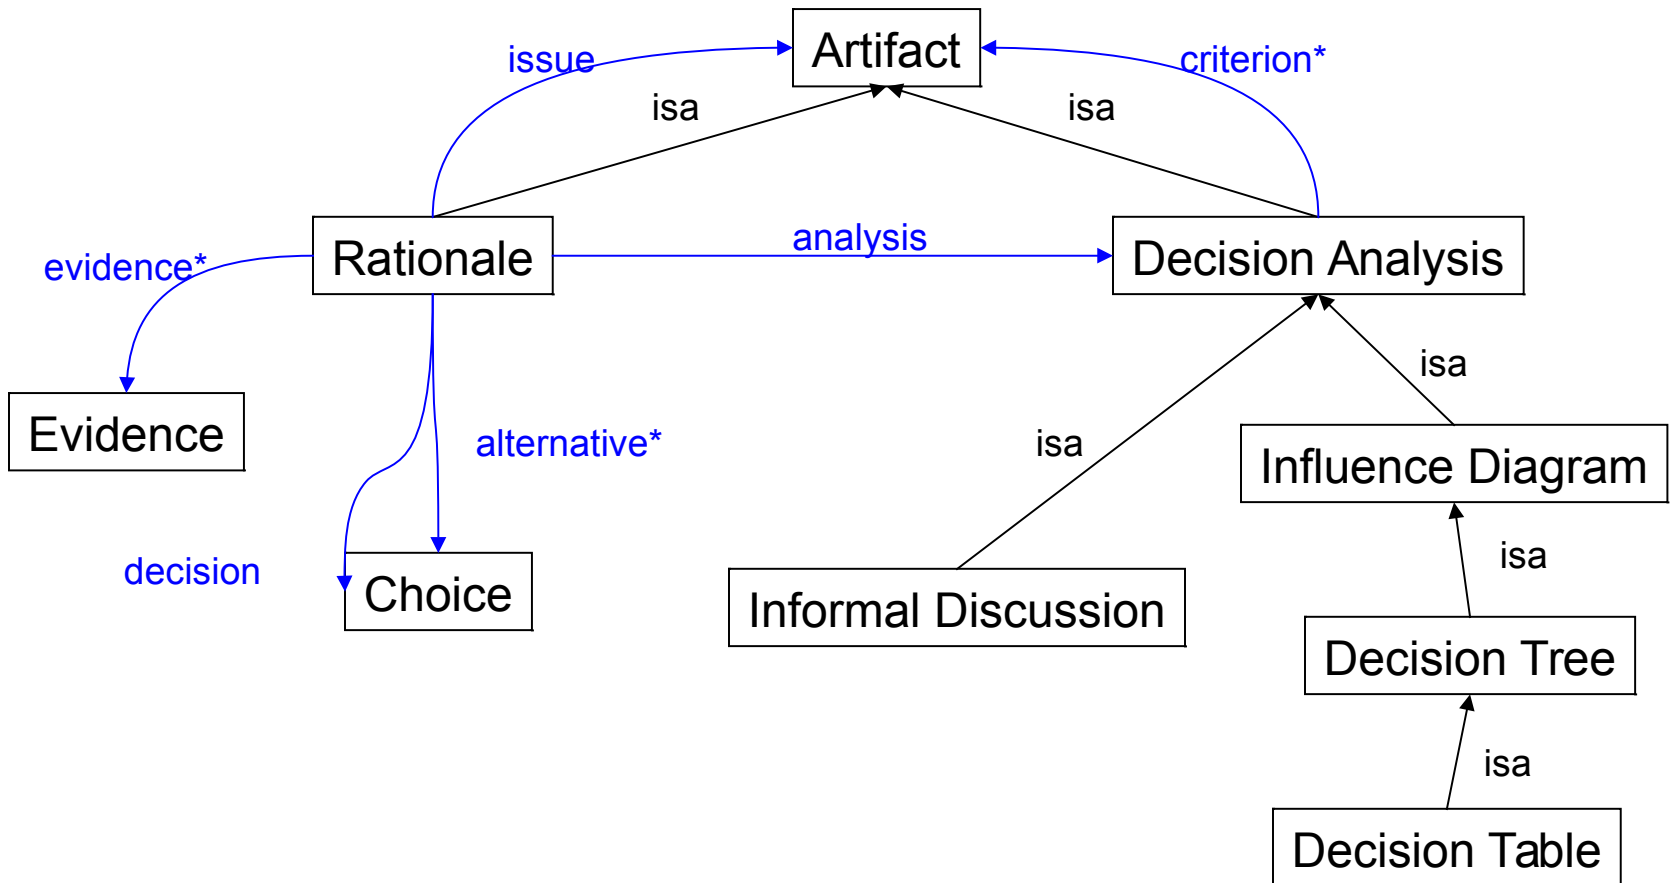 Artifact
issue
criterion*
isa
isa
Rationale
analysis
Decision Analysis
evidence*
isa
Evidence
alternative*
isa
Influence Diagram
decision
Choice
isa
Informal Discussion
Decision Tree
isa
Decision Table